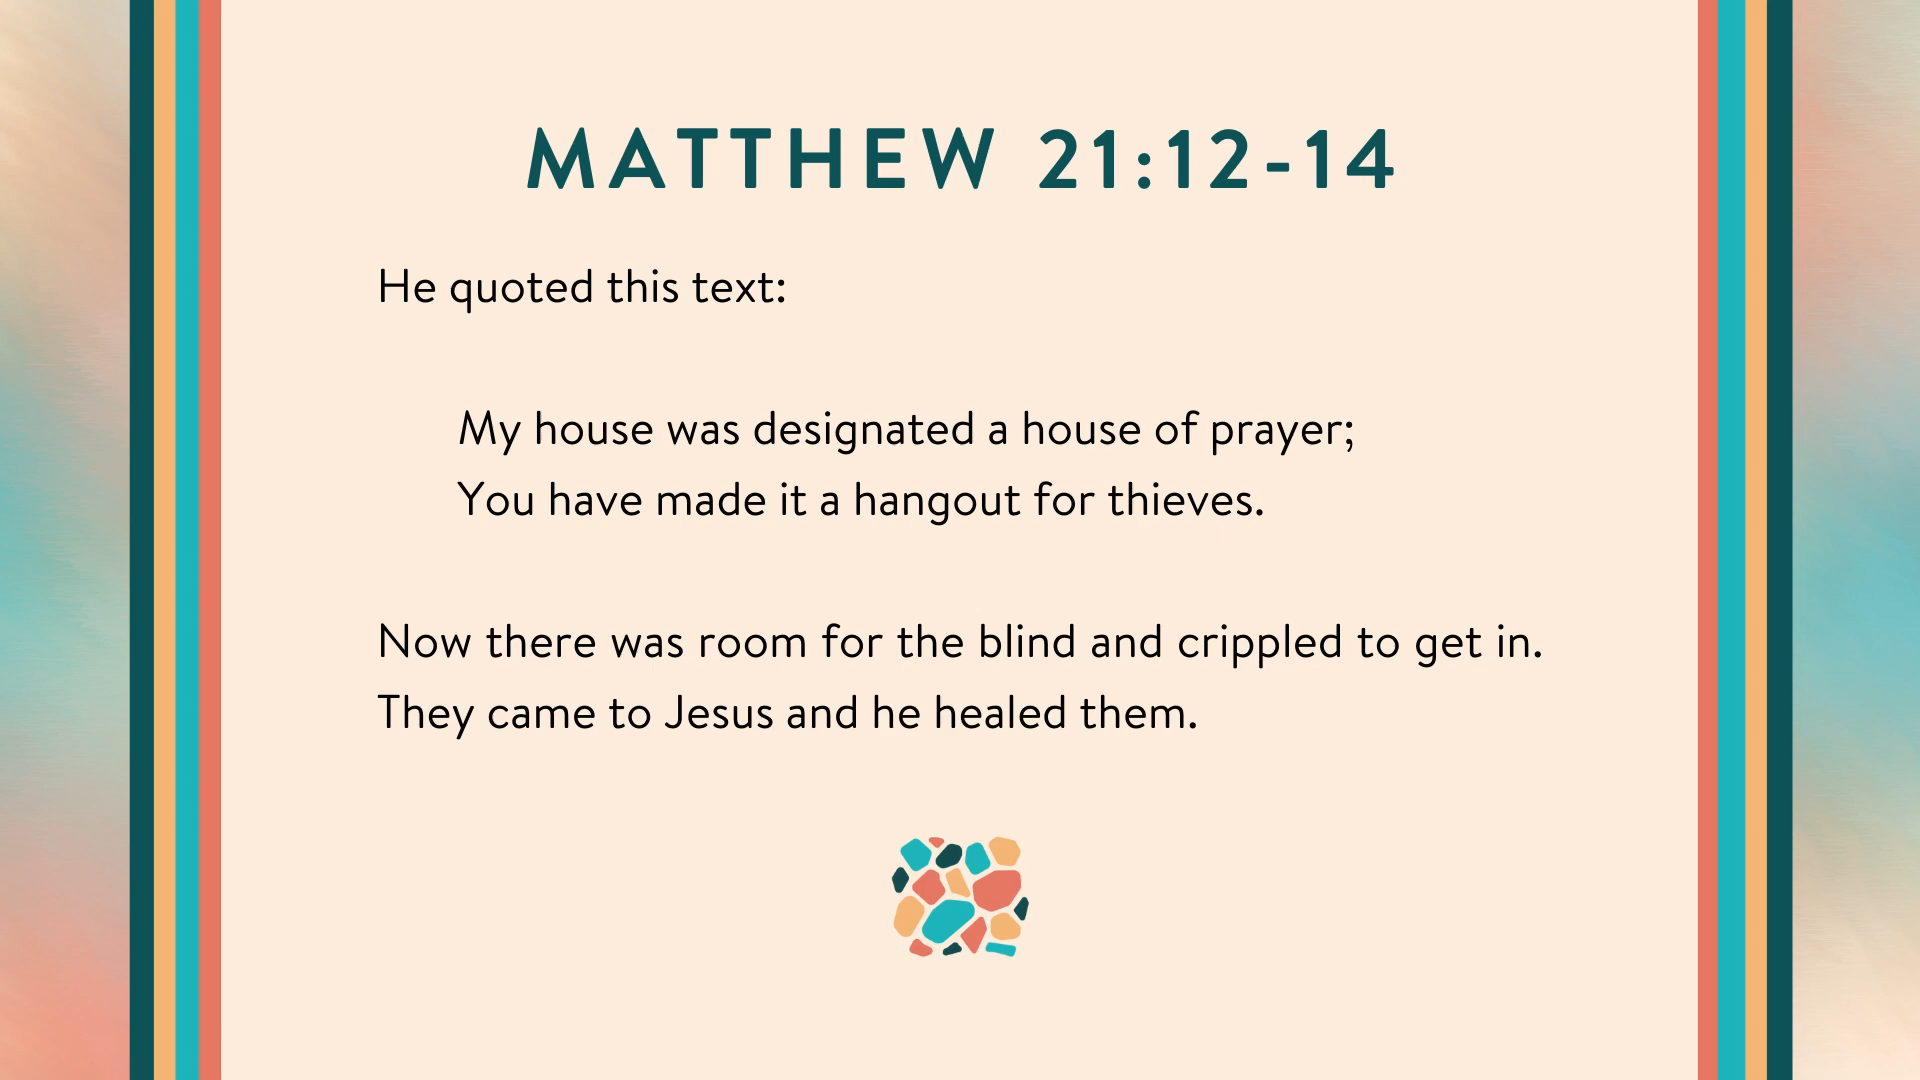 MATTHEW 21:12-14
He quoted this text:
My house was designated a house of prayer;
You have made it a hangout for thieves.
Now there was room for the blind and crippled to get in.
They came to Jesus and he healed them.